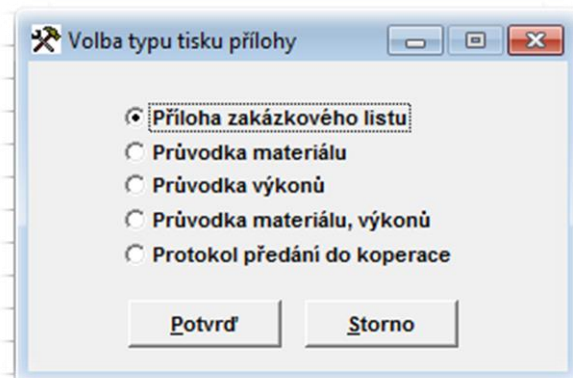 Volba typu tisku přílohy
Příloha zakázkového listu
Průvodka materiálu
Průvodka výkonů
Průvodka materiálu, výkonů
Protokol předání do koperace
Potvrď Storno